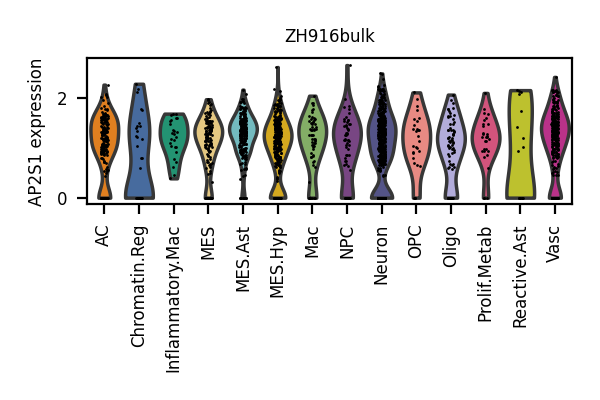 ZH916bulk
AP2S1 expression
2
0
AC
Chromatin.Reg
Inflammatory.Mac
MES
MES.Ast
MES.Hyp
Mac
NPC
Neuron
OPC
Oligo
Prolif.Metab
Reactive.Ast
Vasc